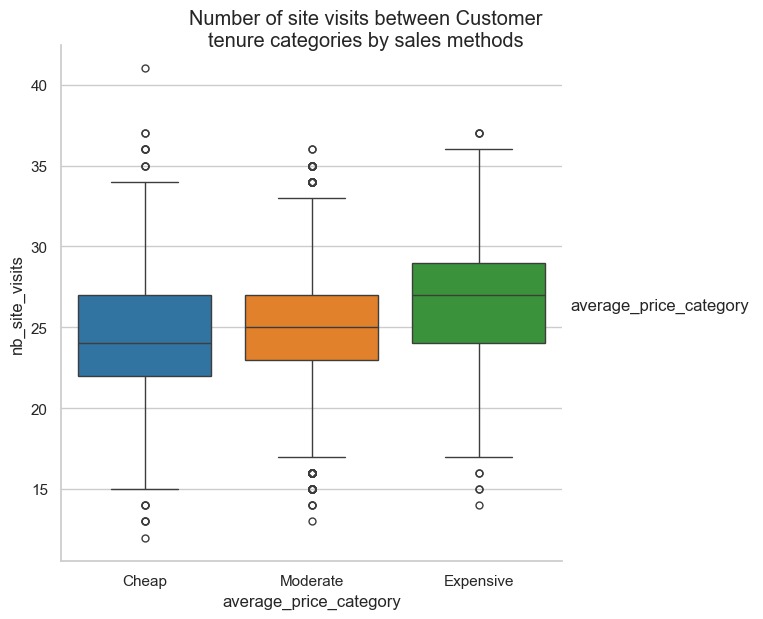 Number of site visits between Customer
tenure categories by sales methods
40
35
30
25
20
15
nb_site_visits
average_price_category
Cheap
Moderate
Expensive
average_price_category